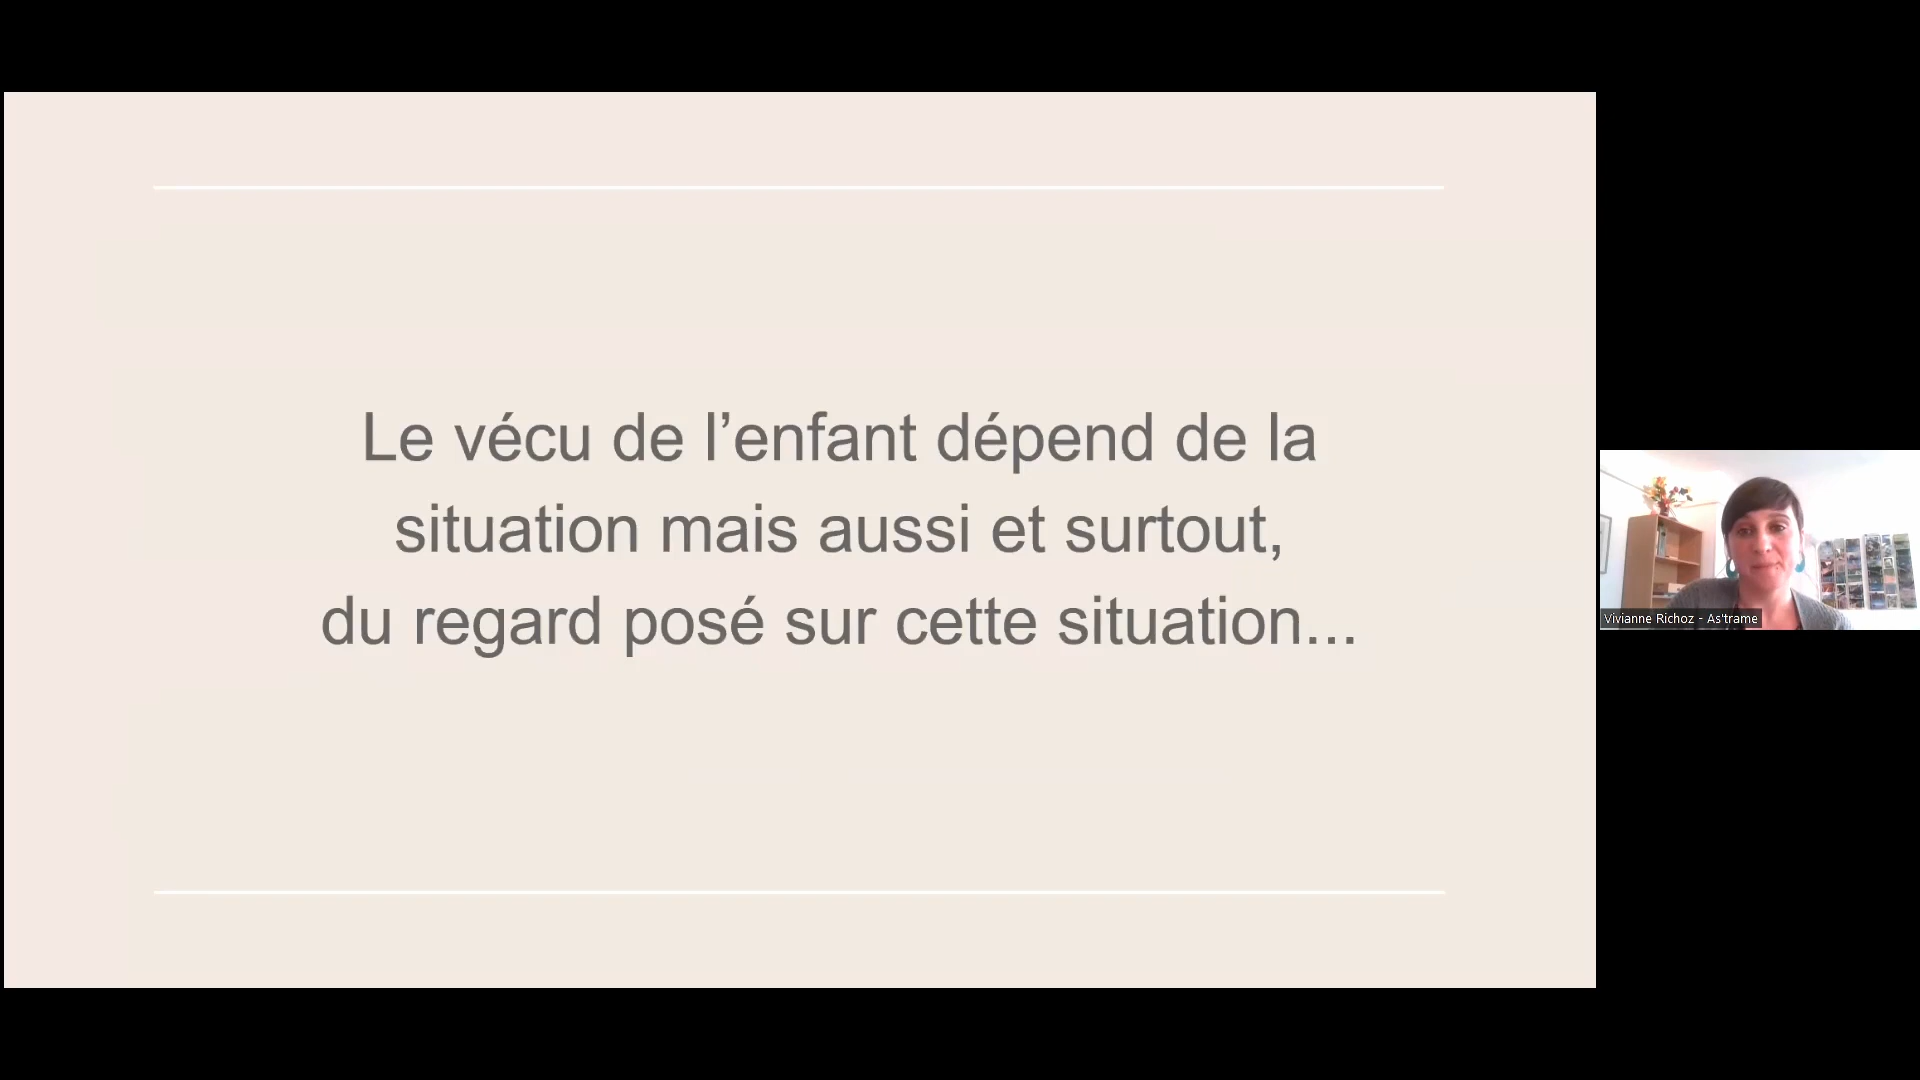 Le vécu de l’enfant dépend de la
situation mais aussi et surtout,
du regard posé sur cette situation...
Vivianne Richoz - As'trame